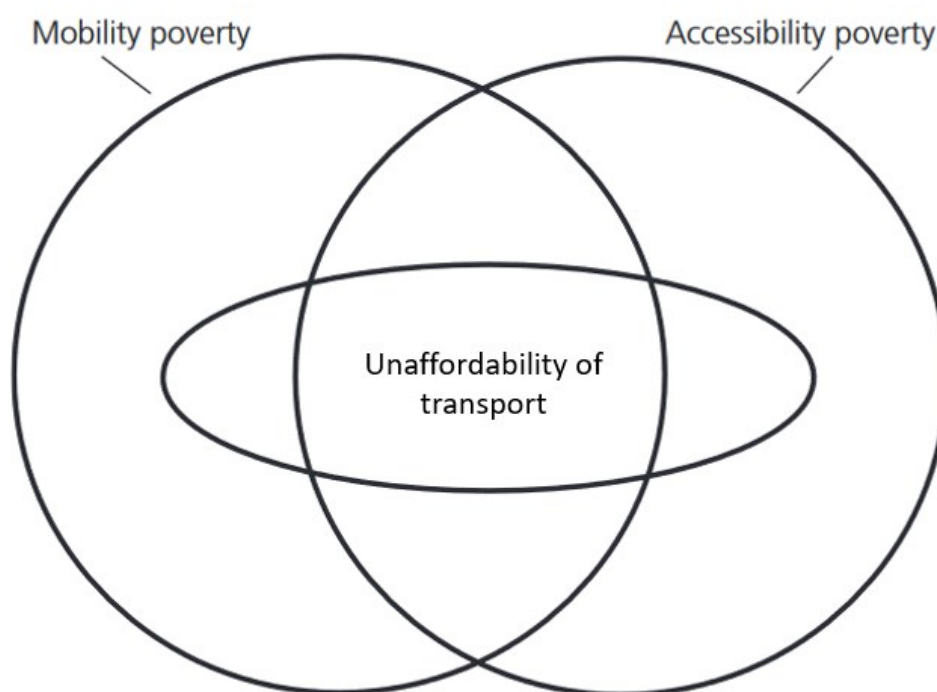 Mobility poverty
Accessibility poverty
Unaffordability of
transport